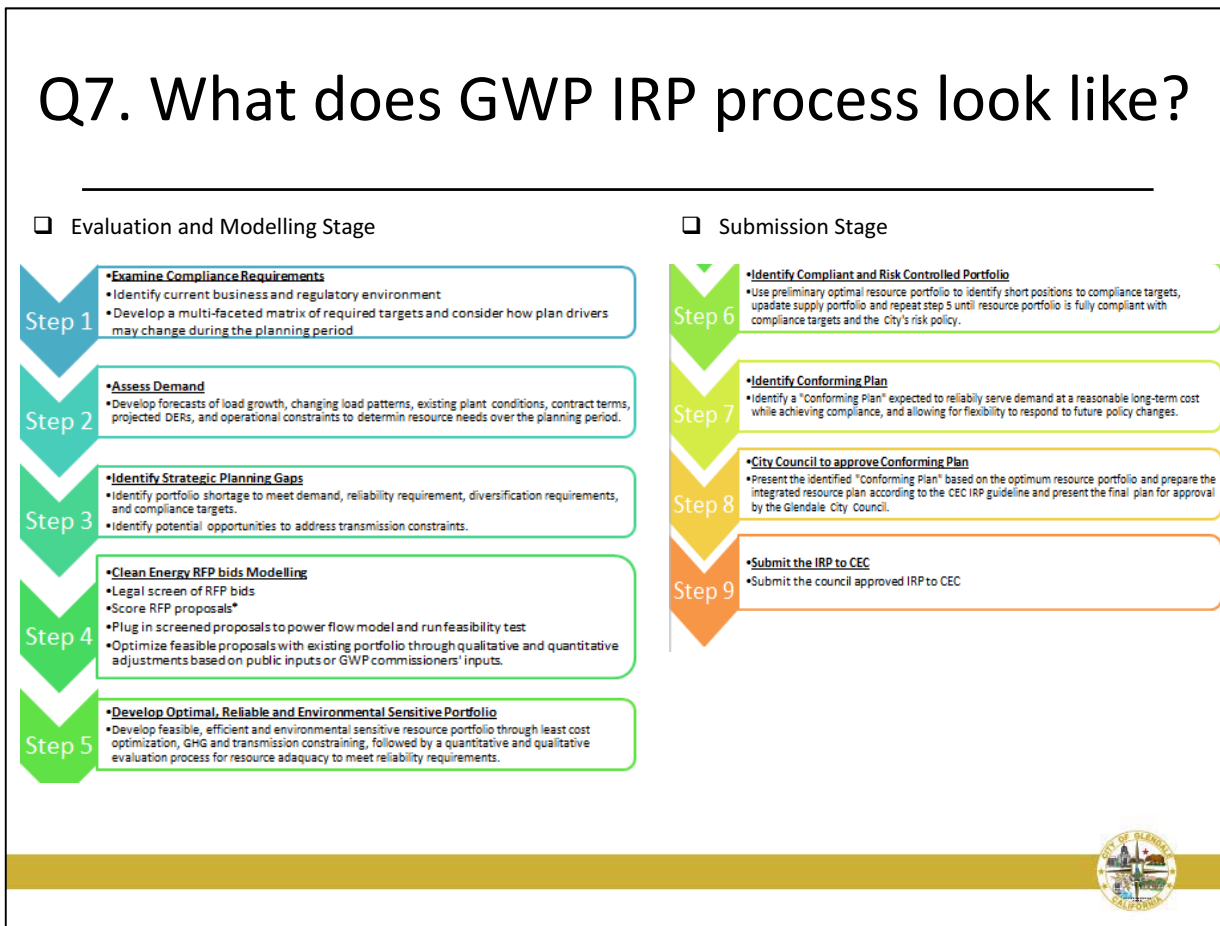 Q7. What does GWP IRP process look like?
❑ Evaluation and Modelling Stage
Step 1
•Examine Compliance Requirements
•Identify current business and regulatory environment
•Develop a multi-faceted matrix of required targets and consider how plan drivers
may change during the planning period
Step 2
•Assess Demand
•Develop forecasts of load growth, changing load patterns, existing plant conditions, contract terms,
projected DERs, and operational constraints to determin resource needs over the planning period.
Step 3
•Identify Strategic Planning Gaps
•Identify portfolio shortage to meet demand, reliability requirement, diversification requirements,
and compliance targets.
•Identify potential opportunities to address transmission constraints.
Step 4
•Clean Energy RFP bids Modelling
•Legal screen of RFP bids
•Score RFP proposals*
•Plug in screened proposals to power flow model and run feasibility test
•Optimize feasible proposals with existing portfolio through qualitative and quantitative
adjustments based on public inputs or GWP commissioners' inputs.
Step 5
•Develop Optimal, Reliable and Environmental Sensitive Portfolio
•Develop feasible, efficient and environmental sensitive resource portfolio through least cost
optimization, GHG and transmission constraining, followed by a quantitative and qualitative
evaluation process for resource adaquacy to meet reliability requirements.
❑ Submission Stage
Step 6
•Identify Compliant and Risk Controlled Portfolio
•Use preliminary optimal resource portfolio to identify short positions to compliance targets,
upadate supply portfolio and repeat step 5 until resource portfolio is fully compliant with
compliance targets and the City's risk policy.
Step 7
•Identify Conforming Plan
•Identify a "Conforming Plan" expected to reliabily serve demand at a reasonable long-term cost
while achieving compliance, and allowing for flexibility to respond to future policy changes.
Step 8
•City Council to approve Conforming Plan
•Present the identified "Conforming Plan" based on the optimum resource portfolio and prepare the
integrated resource plan according to the CEC IRP guideline and present the final plan for approval
by the Glendale City Council.
Step 9
•Submit the IRP to CEC
•Submit the council approved IRP to CEC
CITY OF GLENDALE
CALIFORNIA